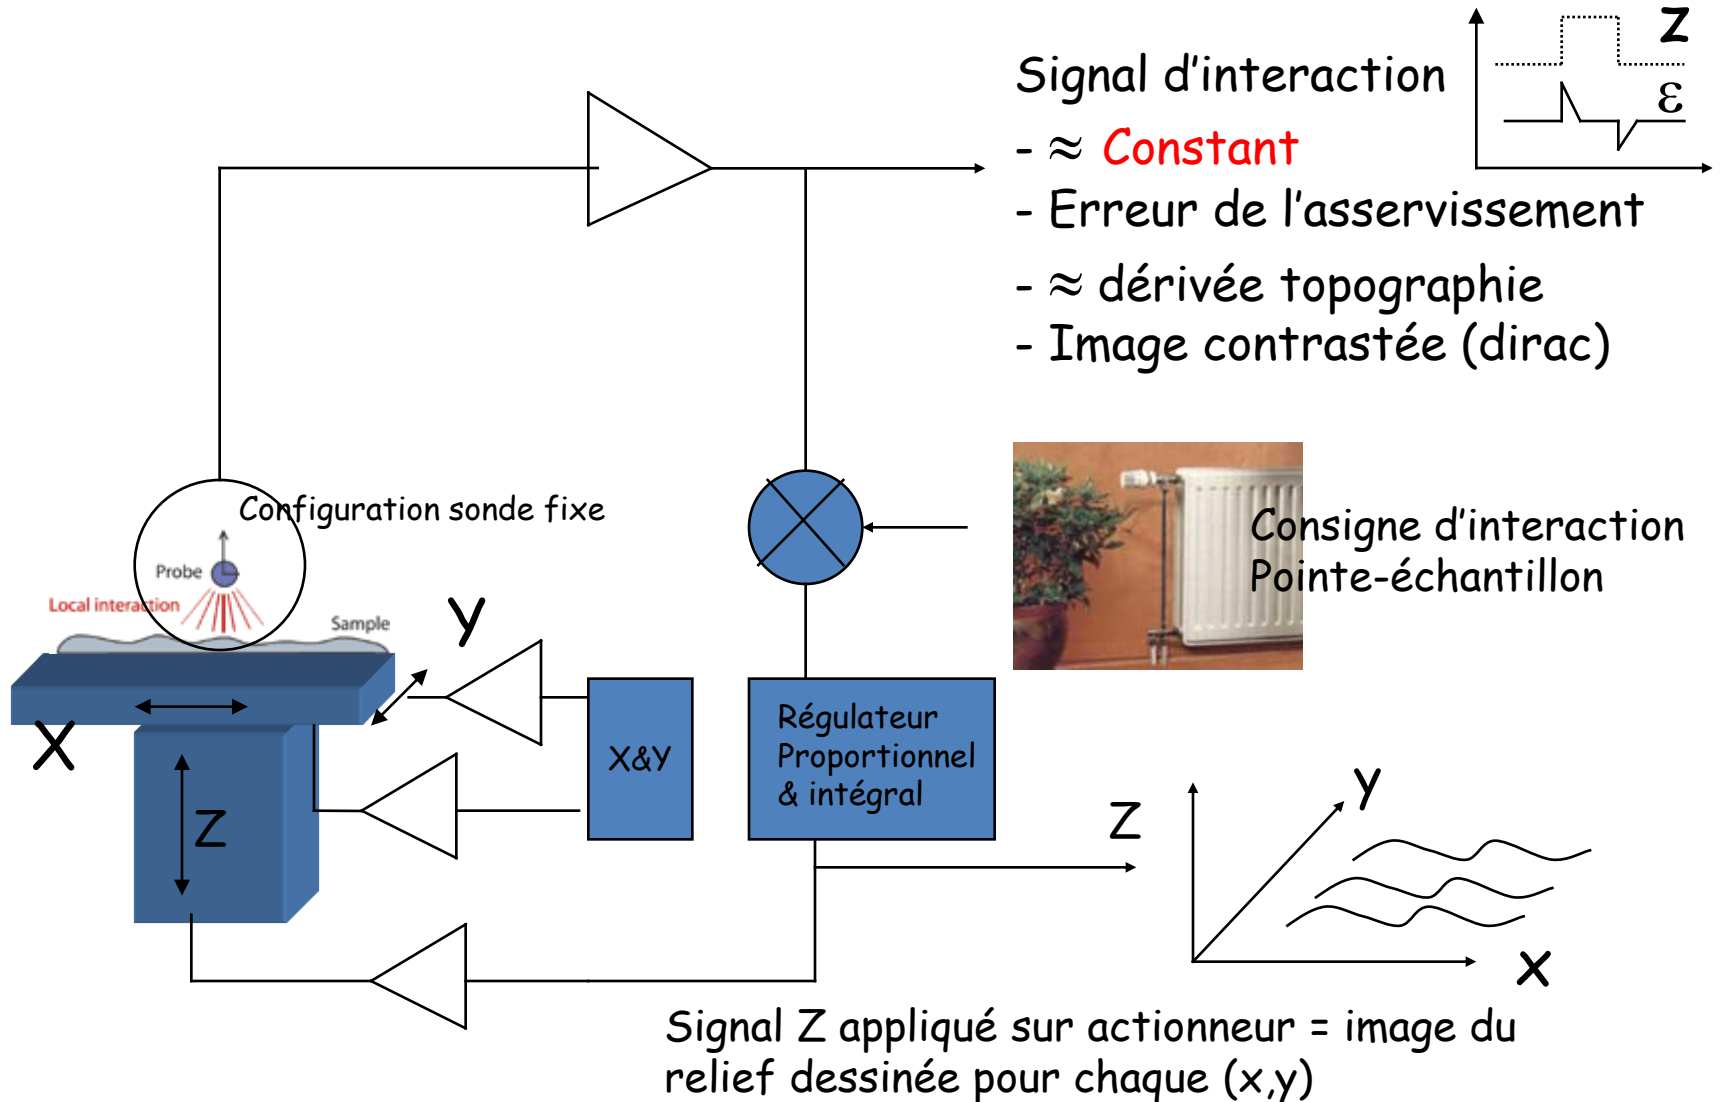 Z
Signal d'interaction
ε
- ≈ Constant
- Erreur de l'asservissement
- ≈ dérivée topographie
- Image contrastée (dirac)
Configuration sonde fixe
Consigne d'interaction
Pointe-échantillon
Probe
Local interaction
Sample
Y
X
Z
X&Y
Régulateur
Proportionnel
& intégral
Z
y
x
Signal Z appliqué sur actionneur = image du
relief dessinée pour chaque (x,y)